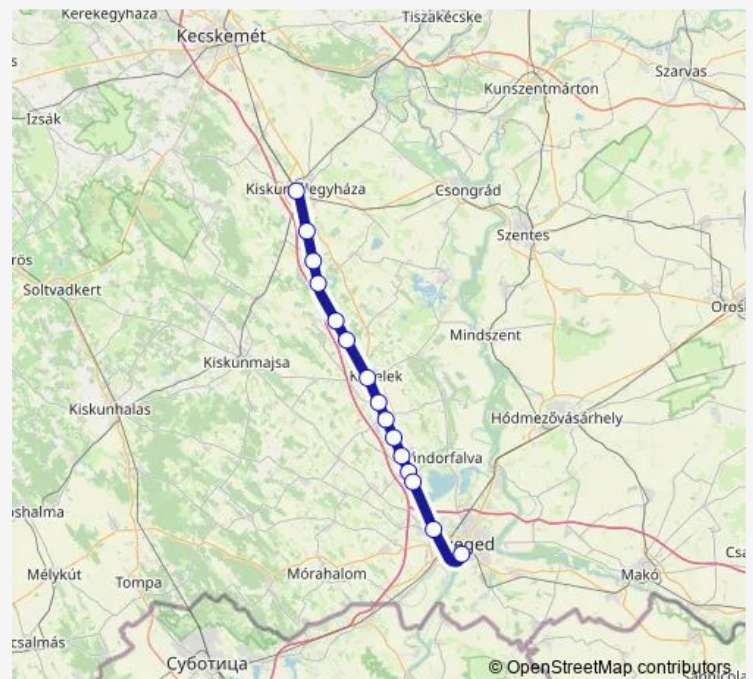 Kerekegyháza
Tiszakécske
Kecskemét
Szarvas
Kunszentmárton
Izsák
Csongrád
Szentes
Soltvadkert
Mindszent
Kiskunmajsa
Kiskunhalas
Hódmezővásárhely
Mélykút
Tompa
Mórahalom
Makó
Суботица
© OpenStreetMap contributors